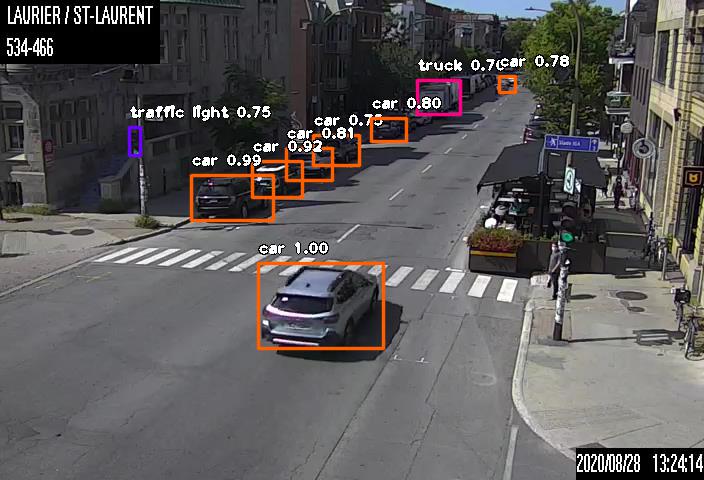 LAURIER / ST-LAURENT
534-466
truck 0.76
car 0.78
traffic light 0.75
car 0.80
car 0.75
car 0.81
car 0.92
car 0.99
car 1.00
2020/08/28 13:24:14